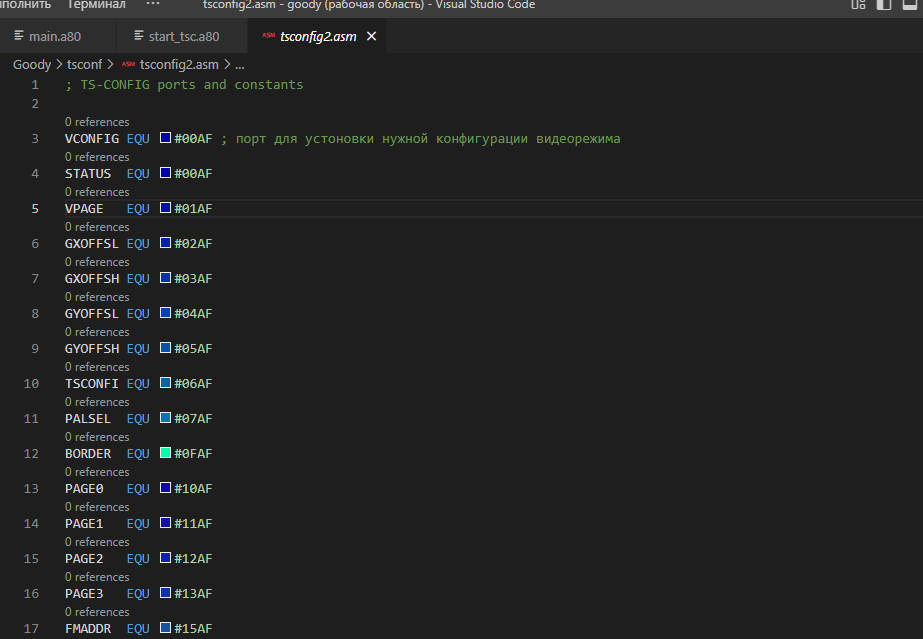 полнить Терминал ··· tsconfig2.asm - goody (рабочая область) - Visual Studio Code
main.a80 start_tsc.a80 ASM tsconfig2.asm
Goody > tsconf > ASM tsconfig2.asm > ...
1 ; TS-CONFIG ports and constants
2
0 references
3 VCONFIG EQU #00AF ; порт для устоновки нужной конфигурации видеорежима
0 references
4 STATUS EQU #00AF
0 references
5 VPAGE EQU #01AF
0 references
6 GXOFFSL EQU #02AF
0 references
7 GXOFFSH EQU #03AF
0 references
8 GYOFFSL EQU #04AF
0 references
9 GYOFFSH EQU #05AF
0 references
10 TSCONFI EQU #06AF
0 references
11 PALSEL EQU #07AF
0 references
12 BORDER EQU #0FAF
0 references
13 PAGE0 EQU #10AF
0 references
14 PAGE1 EQU #11AF
0 references
15 PAGE2 EQU #12AF
0 references
16 PAGE3 EQU #13AF
0 references
17 FMADDR EQU #15AF